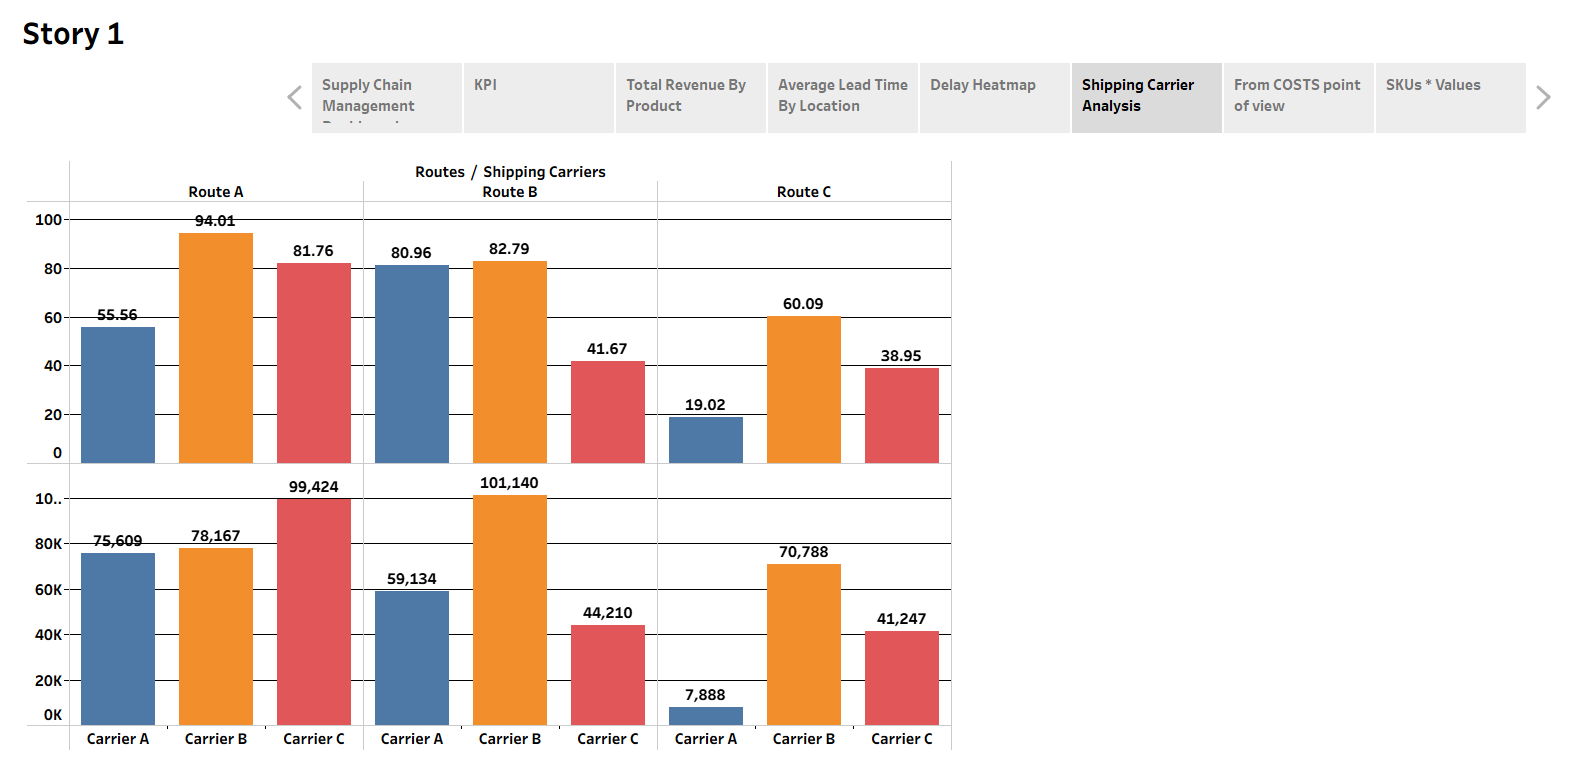 Story 1
Supply Chain
Management
KPI
Total Revenue By
Product
Average Lead Time
By Location
Delay Heatmap
Shipping Carrier
Analysis
From COSTS point
of view
SKUs * Values
Routes / Shipping Carriers
Route A Route B Route C
100
80
60
40
20
0
55.56 94.01 81.76 80.96 82.79 41.67 19.02 60.09 38.95
10..
80K
60K
40K
20K
0K
75,609 78,167 99,424 59,134 101,140 44,210 7,888 70,788 41,247
Carrier A Carrier B Carrier C Carrier A Carrier B Carrier C Carrier A Carrier B Carrier C